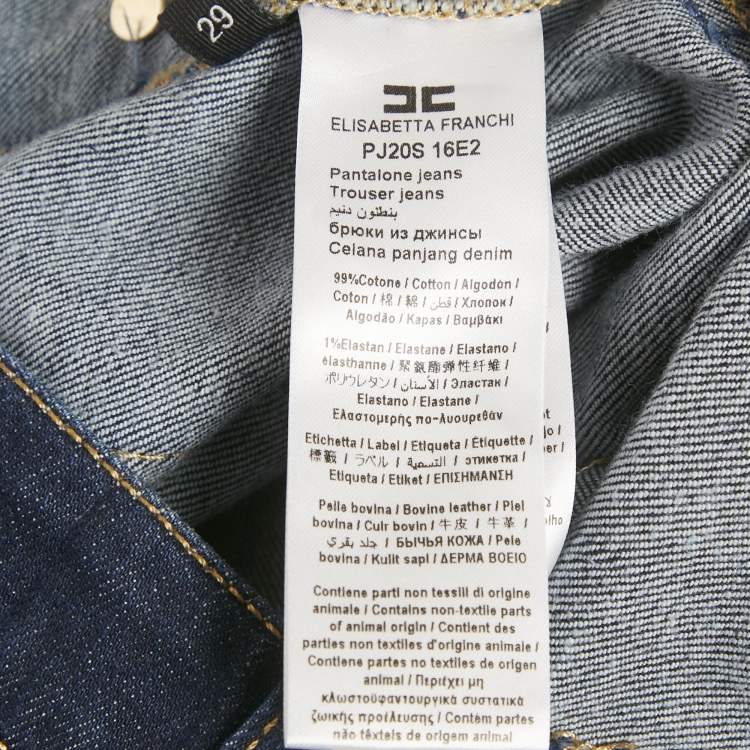 29
ELISABETTA FRANCHI
PJ20S 16E2
Pantalone jeans
Trouser jeans
بنطلون دنيم
брюки из джинсы
Celana panjang denim
99%Cotone / Cotton / Algodòn /
Coton / 棉 / 綿 / قطن / Хлопок /
Algodão / Kapas / Βαμβάκι
1%Elastan / Elastane / Elastano /
élasthanne / 聚氨酯弹性纤维 /
ポリウレタン / الأستان / Эластак /
Elastano / Elastane /
Ελαστομερής πο-λυουρεθάν
Etichetta / Label / Etiqueta / Étiquette /
標籤 / ラベル / التسمية / этикетка /
Etiqueta / Etiket / ΕΠΙΣΗΜΑΝΣΗ
Pelle bovina / Bovine leather / Piel
bovina / Cuir bovin / 牛皮 / 牛革 /
جلد بقري / БЫЧЬЯ КОЖА / Pele
bovina / Kulit sapi / ΔΕΡΜΑ ΒΟΕΙΟ
Contiene parti non tessili di origine
animale / Contains non-textile parts
of animal origin / Contient des
parties non textiles d'origine animale /
Contiene partes no textiles de origen
animal / Περιέχει μη
κλωστοϋφαντουργικά συστατικά
ζωικής προέλευσης / Contém partes
não têxteis de origem animal